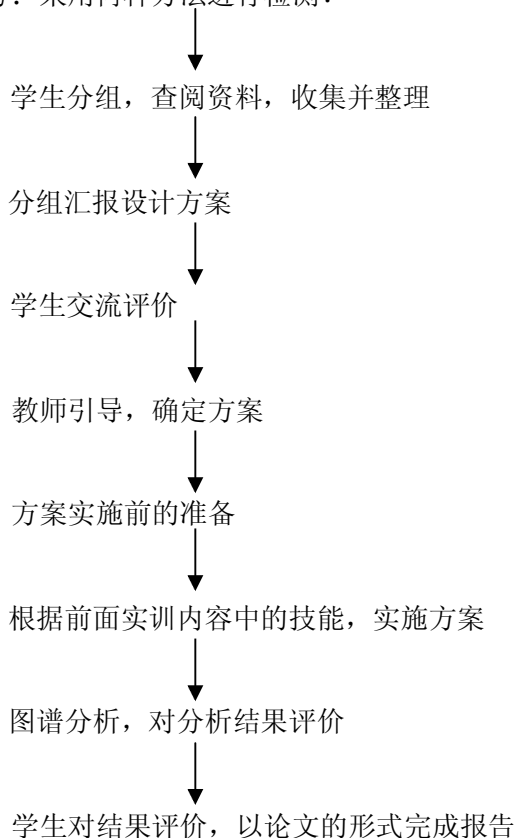 学生分组，查阅资料，收集并整理
分组汇报设计方案
学生交流评价
教师引导，确定方案
方案实施前的准备
根据前面实训内容中的技能，实施方案
图谱分析，对分析结果评价
学生对结果评价，以论文的形式完成报告